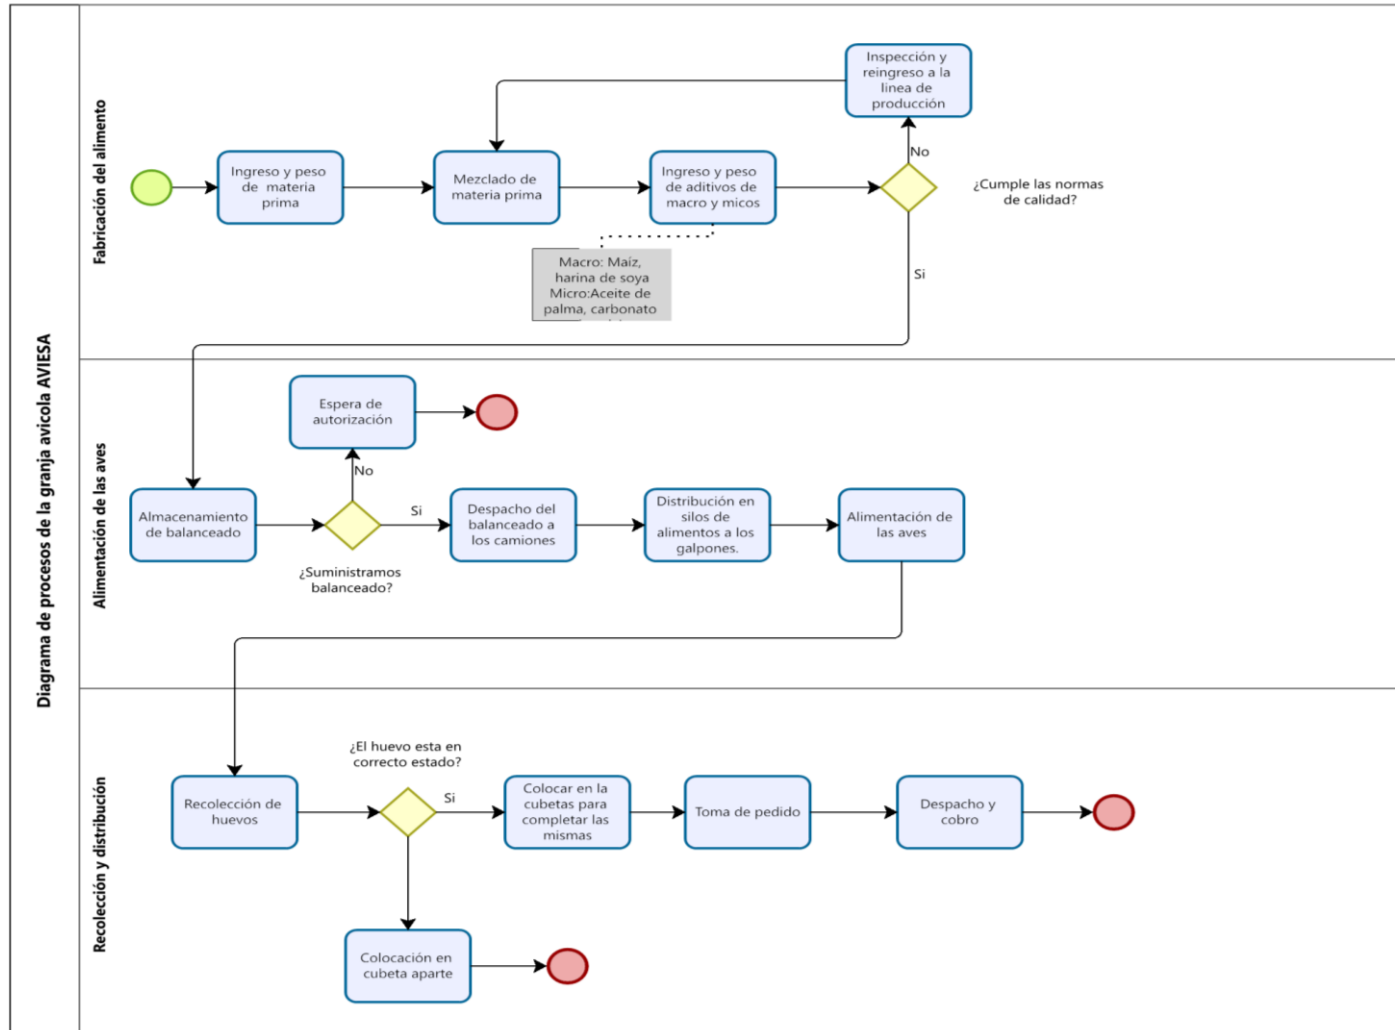 Diagrama de procesos de la granja avicola AVIESA
Fabricación del alimento
Ingreso y peso
de materia
prima
Mezclado de
materia prima
Ingreso y peso
de aditivos de
macro y micos
Macro: Maíz,
harina de soya
Micro:Aceite de
palma, carbonato
Inspección y
reingreso a la
linea de
producción
No
¿Cumple las normas
de calidad?
Si
Alimentación de las aves
Almacenamiento
de balanceado
Espera de
autorización
No
¿Suministramos
balanceado?
Si
Despacho del
balanceado a
los camiones
Distribución en
silos de
alimentos a los
galpones.
Alimentación de
las aves
Recolección y distribución
Recolección de
huevos
¿El huevo esta en
correcto estado?
Si
Colocar en la
cubetas para
completar las
mismas
Toma de pedido
Despacho y
cobro
Colocación en
cubeta aparte